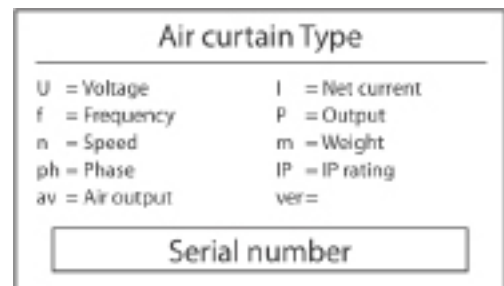 Air curtain Type
U = Voltage I = Net current
f = Frequency P = Output
n = Speed m = Weight
ph = Phase IP = IP rating
av = Air output ver=
Serial number